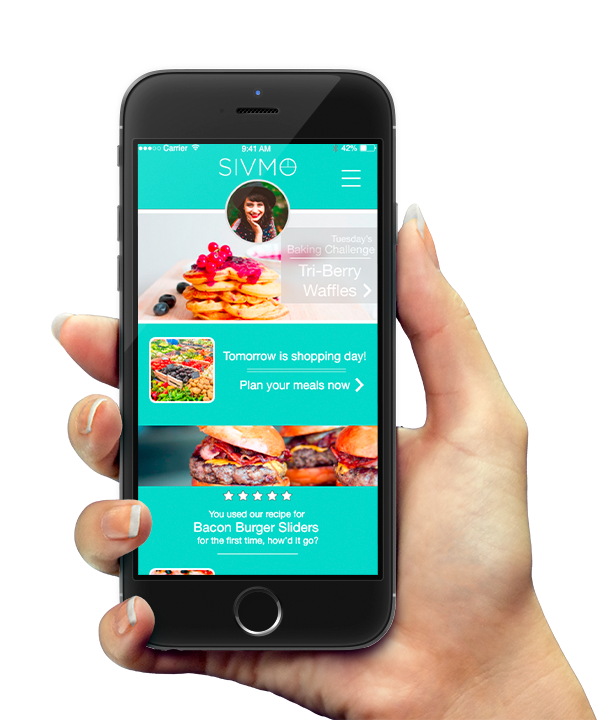 Carrier 9:41 AM 42%
SIVMO
Tuesday's
Baking Challenge
Tri-Berry
Waffles
Tomorrow is shopping day!
Plan your meals now
You used our recipe for
Bacon Burger Sliders
for the first time, how'd it go?